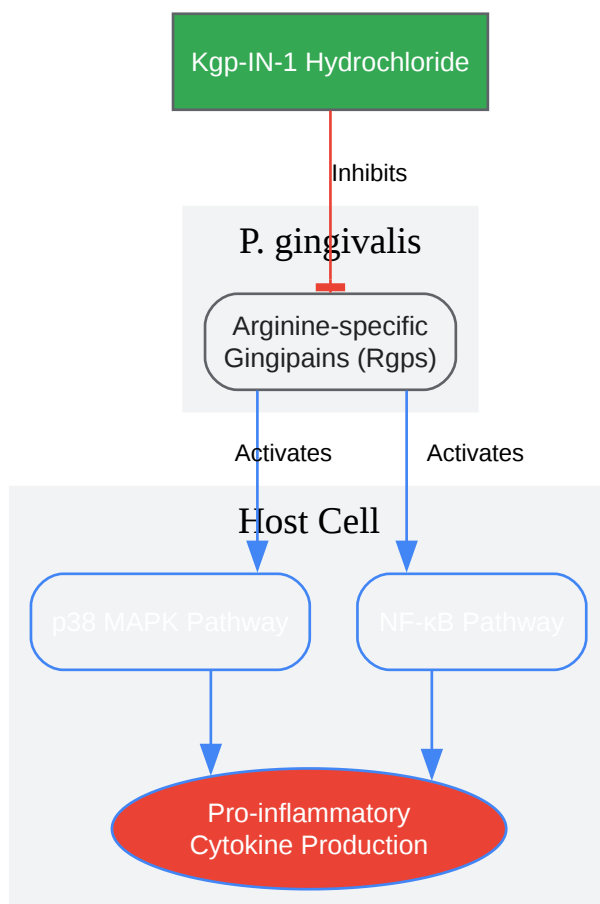 Kgp-IN-1 Hydrochloride
Inhibits
P. gingivalis
Arginine-specific
Gingipains (Rgps)
Activates
Activates
Host Cell
p38 MAPK Pathway
NF-κB Pathway
Pro-inflammatory
Cytokine Production